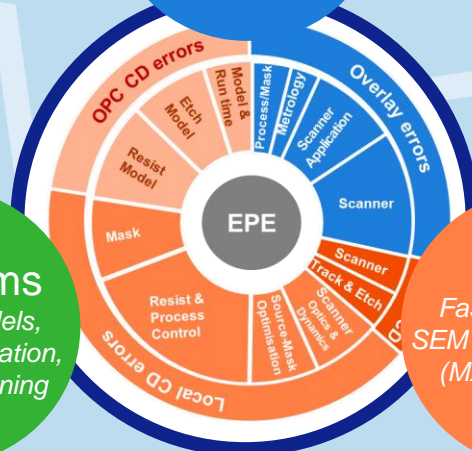 OPC CD errors
Model &
Run time
Etch
Model
Resist
Model
Process/Mask
Metrology
Scanner
Application
Scanner
Overlay errors
EPE
Mask
Resist &
Process
Control
Source-Mask
Optimisation
Scanner
Optics &
Dynamics
Track & Etch
Scanner
Local CD errors
ms
els,
ation,
ning
Fas
SEM
(M